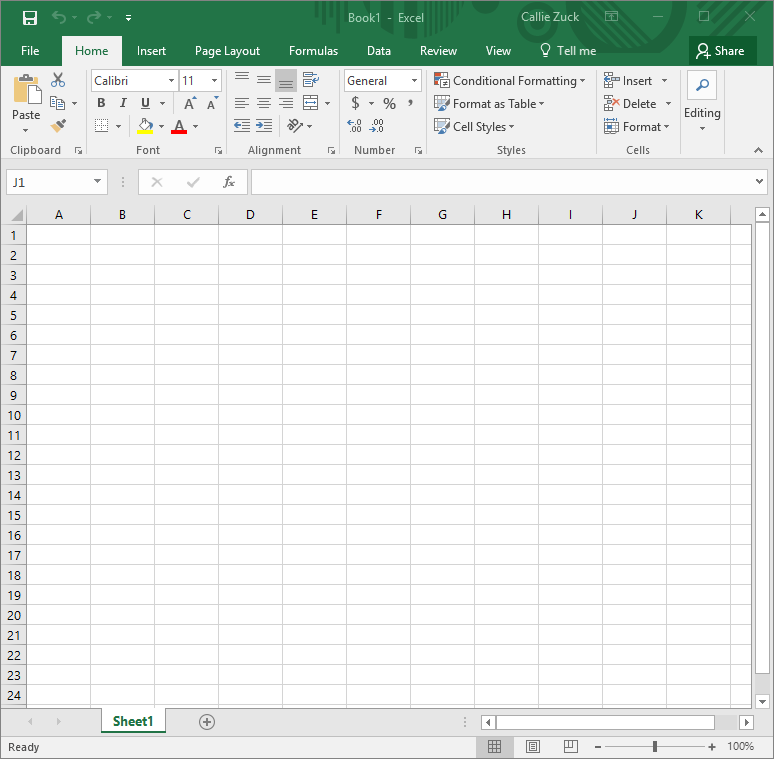 Book1 - Excel Callie Zuck
File Home Insert Page Layout Formulas Data Review View Tell me Share
Calibri 11 General Conditional Formatting Insert
Paste B I U A A $ % , Format as Table Delete Editing
A .00 .00 Cell Styles Format
Clipboard Font Alignment Number Styles Cells
J1 fx
A B C D E F G H I J K
1
2
3
4
5
6
7
8
9
10
11
12
13
14
15
16
17
18
19
20
21
22
23
24
Sheet1
Ready 100%